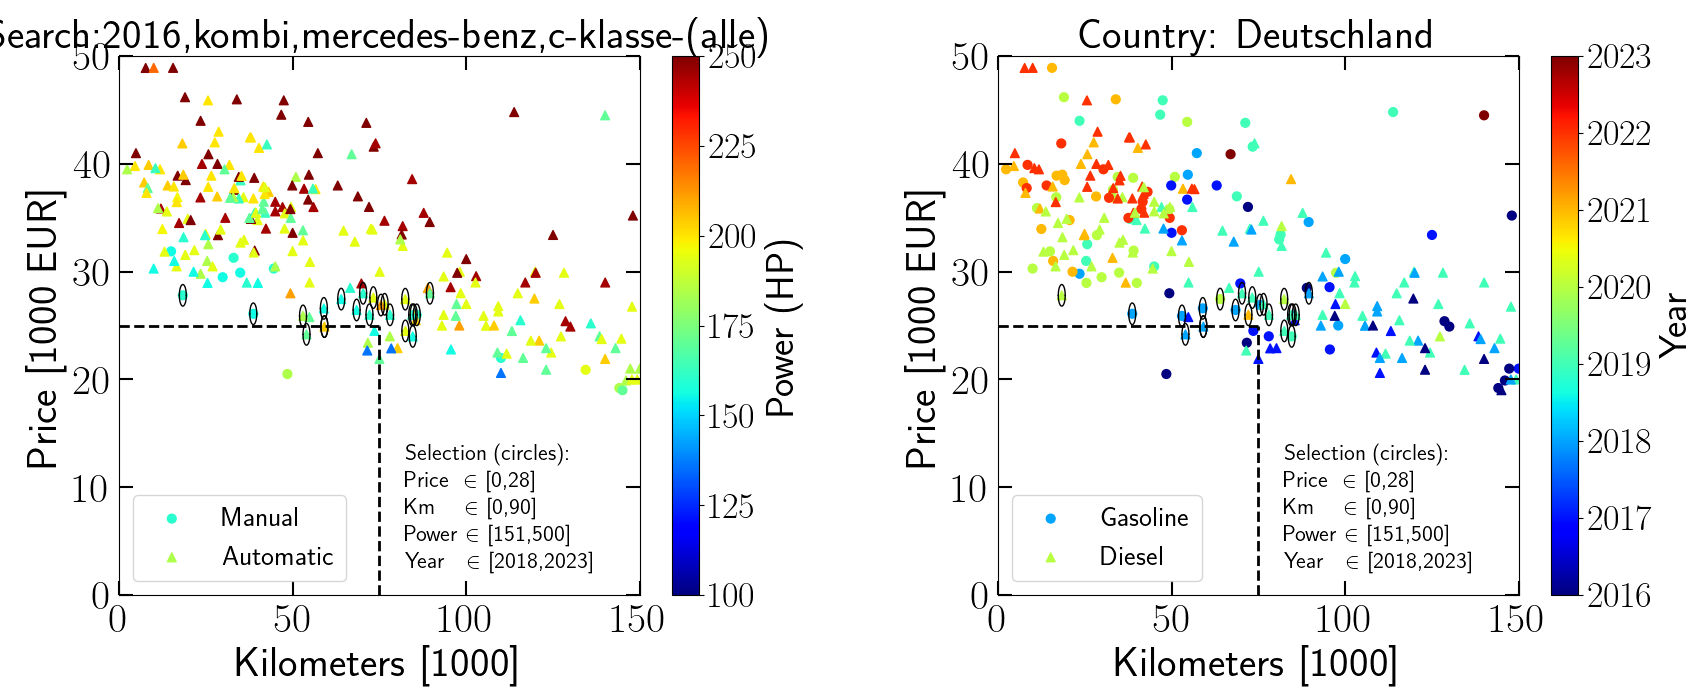 Search:2016,kombi,mercedes-benz,c-klasse-(alle)
Price [1000 EUR]
50
40
30
20
10
0
0
50
100
150
Kilometers [1000]
Manual
Automatic
Selection (circles):
Price ∈ [0,28]
Km ∈ [0,90]
Power ∈ [151,500]
Year ∈ [2018,2023]
250
225
200
175
150
125
100
Power (HP)
Country: Deutschland
Price [1000 EUR]
50
40
30
20
10
0
0
50
100
150
Kilometers [1000]
Gasoline
Diesel
Selection (circles):
Price ∈ [0,28]
Km ∈ [0,90]
Power ∈ [151,500]
Year ∈ [2018,2023]
2023
2022
2021
2020
2019
2018
2017
2016
Year